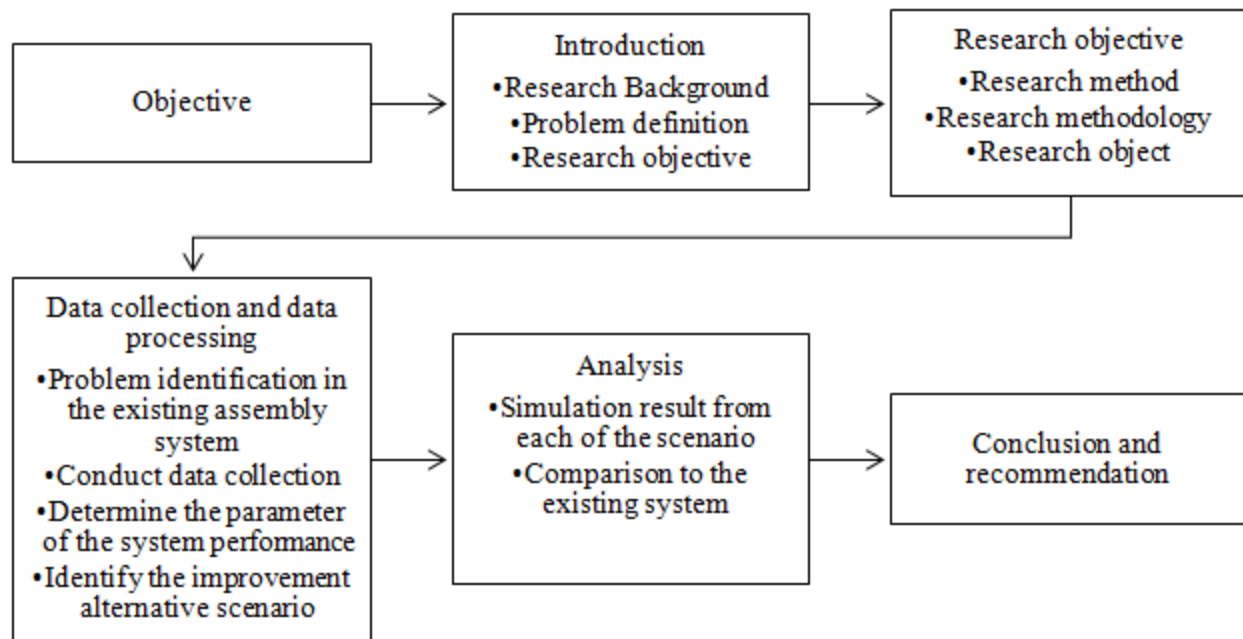 Objective
Introduction
•Research Background
•Problem definition
•Research objective
Research objective
•Research method
•Research methodology
•Research object
Data collection and data
processing
•Problem identification in
the existing assembly
system
•Conduct data collection
•Determine the parameter
of the system performance
•Identify the improvement
alternative scenario
Analysis
•Simulation result from
each of the scenario
•Comparison to the
existing system
Conclusion and
recommendation